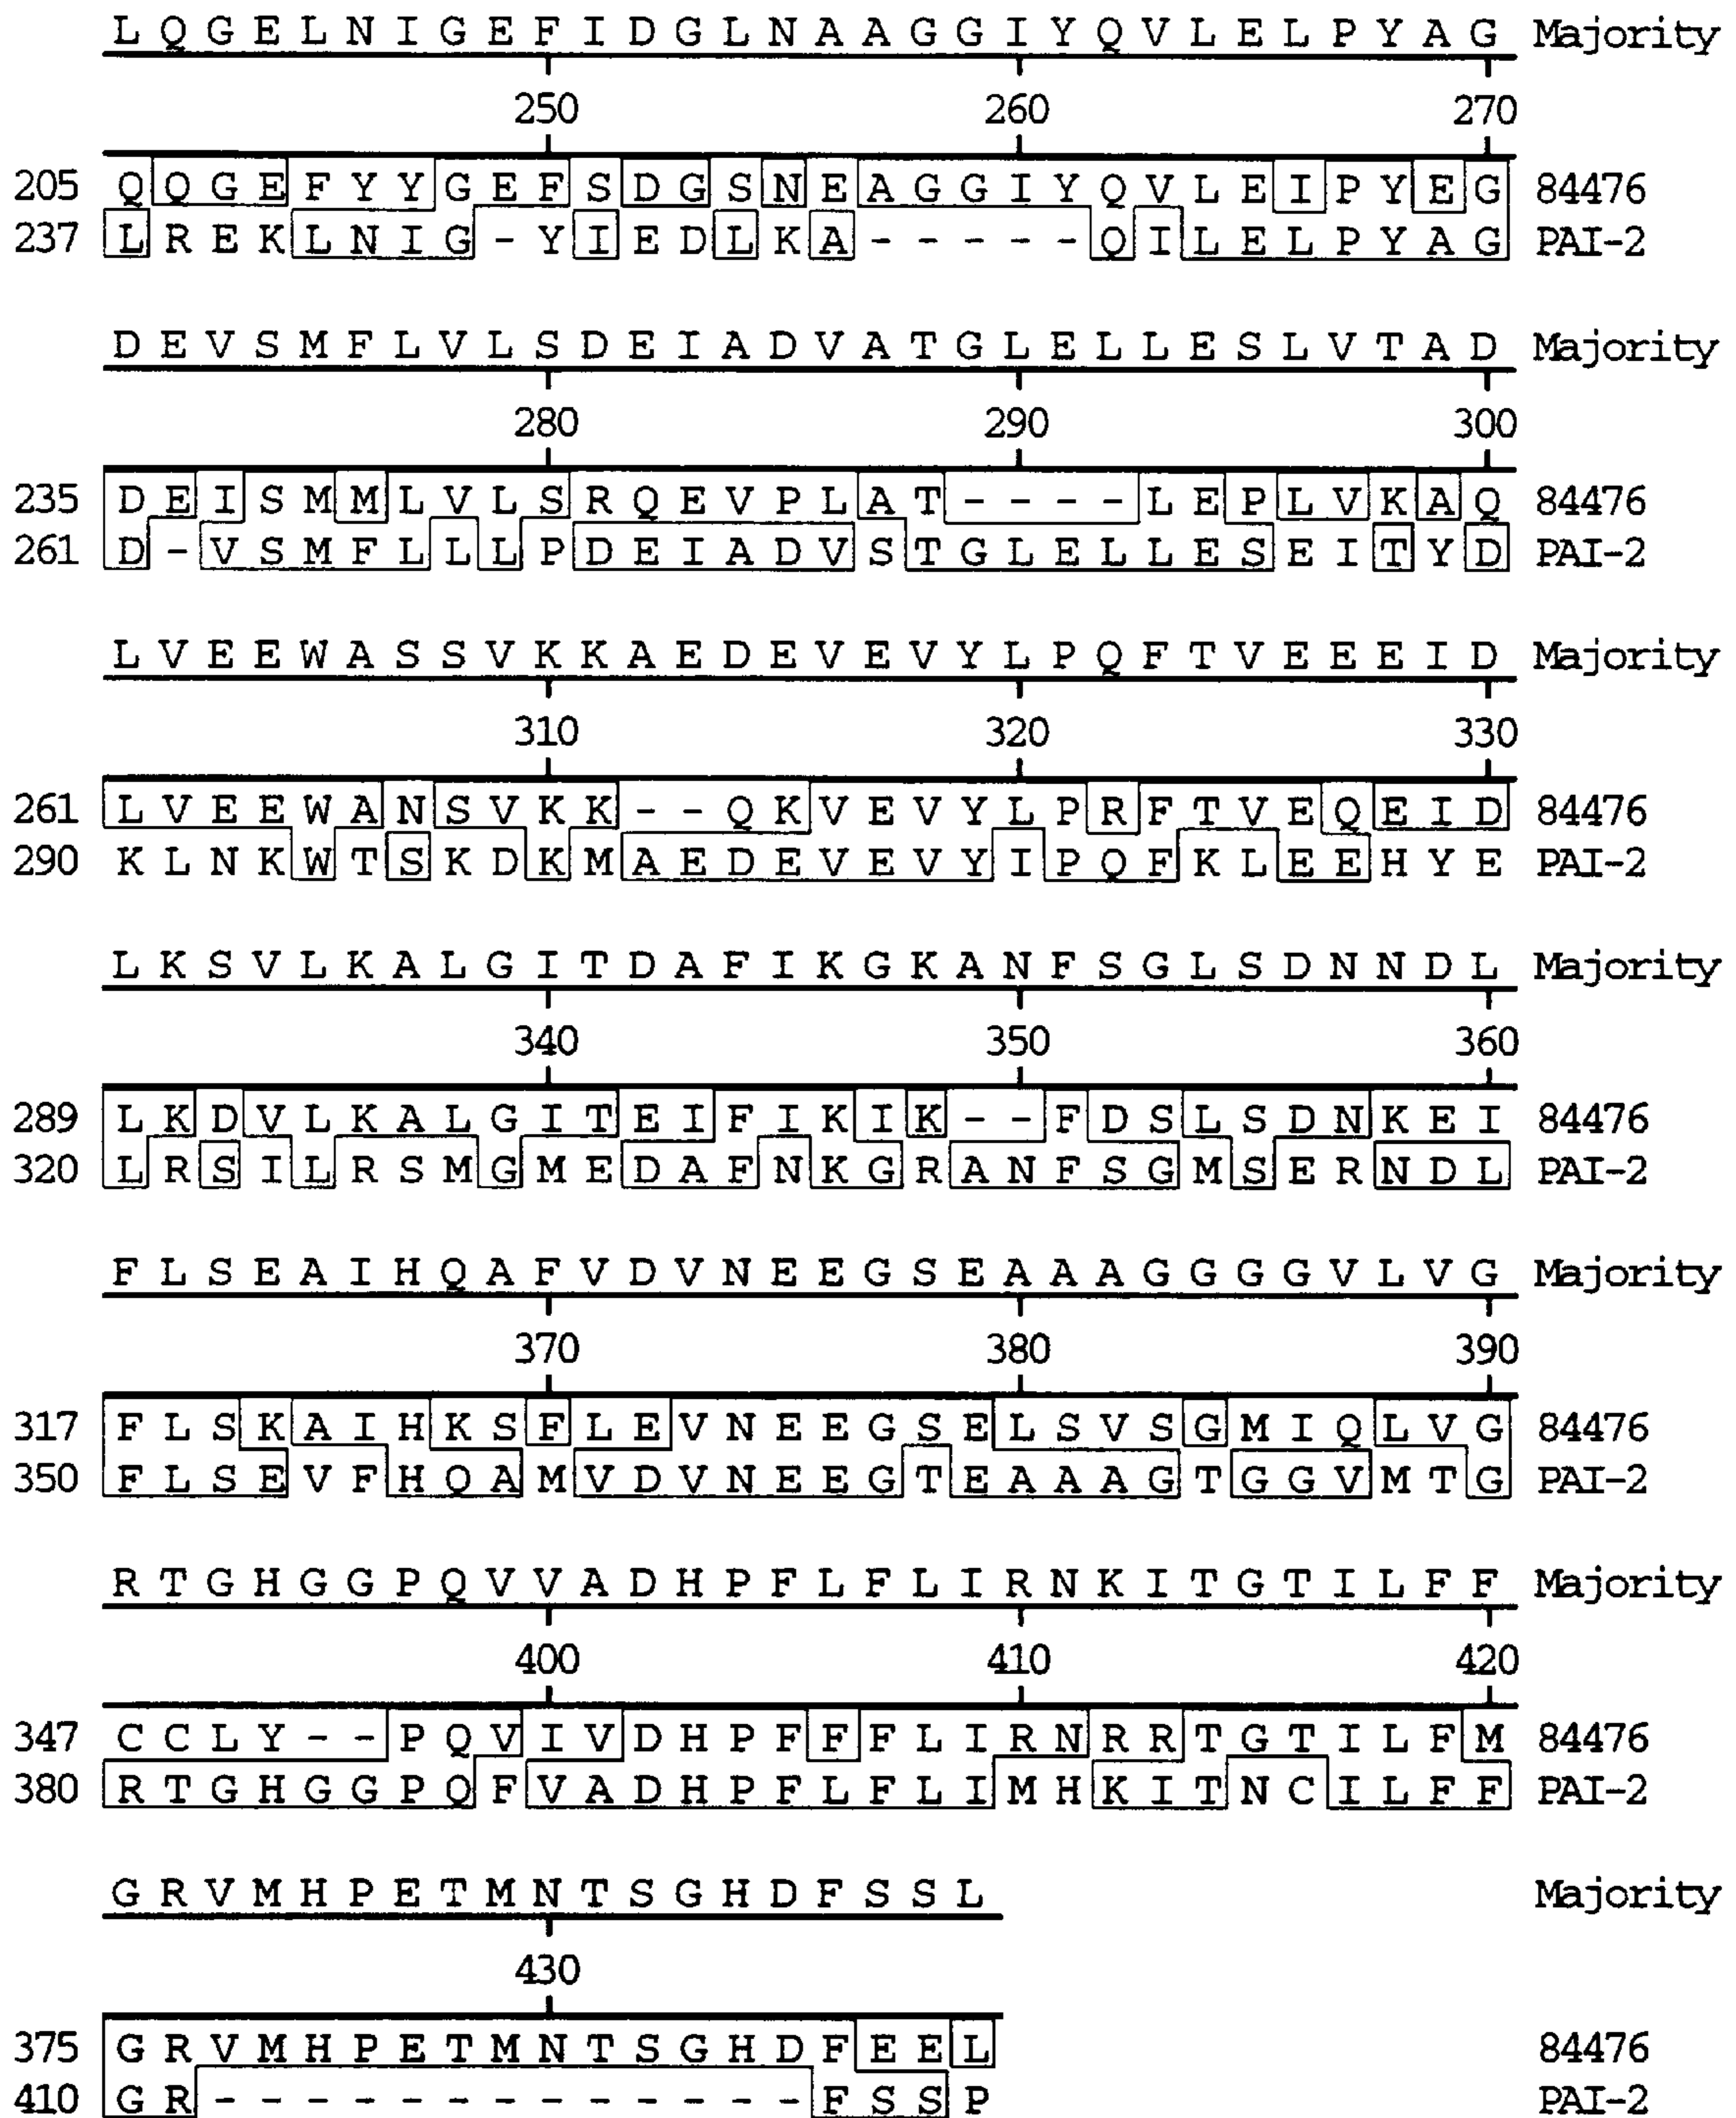 L Q G E L N I G E F I D G L N A A G G I Y Q V L E L P Y A G Majority
250 260 270
205 Q Q G E F Y Y G E F S D G S N E A G G I Y Q V L E I P Y E G 84476
237 L R E K L N I G - Y I E D L K A - - - - - Q I L E L P Y A G PAI-2
D E V S M F L V L S D E I A D V A T G L E L L E S L V T A D Majority
280 290 300
235 D E I S M M L V L S R Q E V P L A T - - - - L E P L V K A Q 84476
261 D - V S M F L L L P D E I A D V S T G L E L L E S E I T Y D PAI-2
L V E E W A S S V K K A E D E V E V Y L P Q F T V E E E I D Majority
310 320 330
261 L V E E W A N S V K K - - Q K V E V Y L P R F T V E Q E I D 84476
290 K L N K W T S K D K M A E D E V E V Y I P Q F K L E E H Y E PAI-2
L K S V L K A L G I T D A F I K G K A N F S G L S D N N D L Majority
340 350 360
289 L K D V L K A L G I T E I F I K I K - - F D S L S D N K E I 84476
320 L R S I L R S M G M E D A F N K G R A N F S G M S E R N D L PAI-2
F L S E A I H Q A F V D V N E E G S E A A A G G G G V L V G Majority
370 380 390
317 F L S K A I H K S F L E V N E E G S E L S V S G M I Q L V G 84476
350 F L S E V F H Q A M V D V N E E G T E A A A G T G G V M T G PAI-2
R T G H G G P Q V V A D H P F L F L I R N K I T G T I L F F Majority
400 410 420
347 C C L Y - - P Q V I V D H P F F F L I R N R R T G T I L F M 84476
380 R T G H G G P Q F V A D H P F L F L I M H K I T N C I L F F PAI-2
G R V M H P E T M N T S G H D F S S L Majority
430
375 G R V M H P E T M N T S G H D F E E L 84476
410 G R - - - - - - - - - - - - - F S S P PAI-2